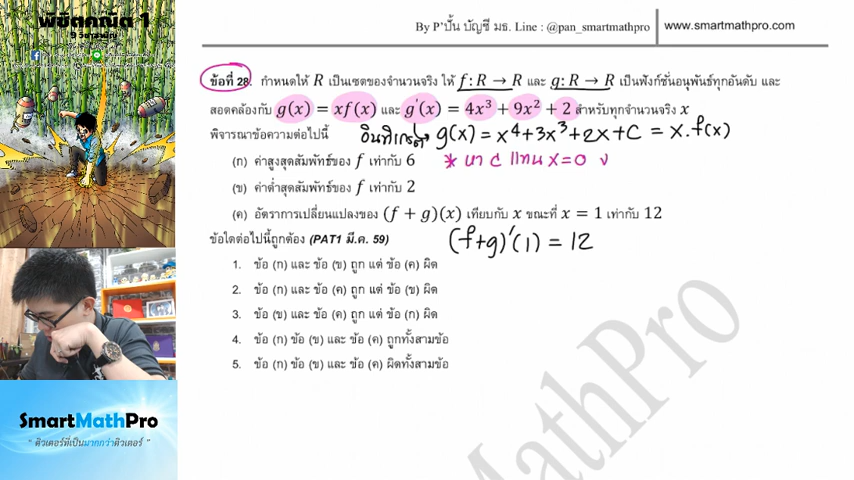 พิชิตคณิต 1
9 วิชาสามัญ
By P'ปั้น บัญชี มธ. Line : @pan_smartmathpro www.smartmathpro.com
ข้อที่ 28. กำหนดให้ R เป็นเซตของจำนวนจริง ให้ f: R → R และ g: R → R เป็นฟังก์ชันอนุพันธ์ทุกอันดับ และ
สอดคล้องกับ g(x) = xf(x) และ g'(x) = 4x³ + 9x² + 2 สำหรับทุกจำนวนจริง x
พิจารณาข้อความต่อไปนี้ อินทิเกรต g(x) = x⁴+3x³+2x+C = x.f(x)
(ก) ค่าสูงสุดสัมพัทธ์ของ f เท่ากับ 6 * หา C แทน x=0
(ข) ค่าต่ำสุดสัมพัทธ์ของ f เท่ากับ 2
(ค) อัตราการเปลี่ยนแปลงของ (f + g)(x) เทียบกับ x ขณะที่ x = 1 เท่ากับ 12
ข้อใดต่อไปนี้ถูกต้อง (PAT1 มี.ค. 59) (f+g)'(1) = 12
1. ข้อ (ก) และ ข้อ (ข) ถูก แต่ ข้อ (ค) ผิด
2. ข้อ (ก) และ ข้อ (ค) ถูก แต่ ข้อ (ข) ผิด
3. ข้อ (ข) และ ข้อ (ค) ถูก แต่ ข้อ (ก) ผิด
4. ข้อ (ก) ข้อ (ข) และ ข้อ (ค) ถูกทั้งสามข้อ
5. ข้อ (ก) ข้อ (ข) และ ข้อ (ค) ผิดทั้งสามข้อ
SmartMathPro
“ ติวเตอร์ที่เป็นมากกว่าติวเตอร์ ”
MathPro